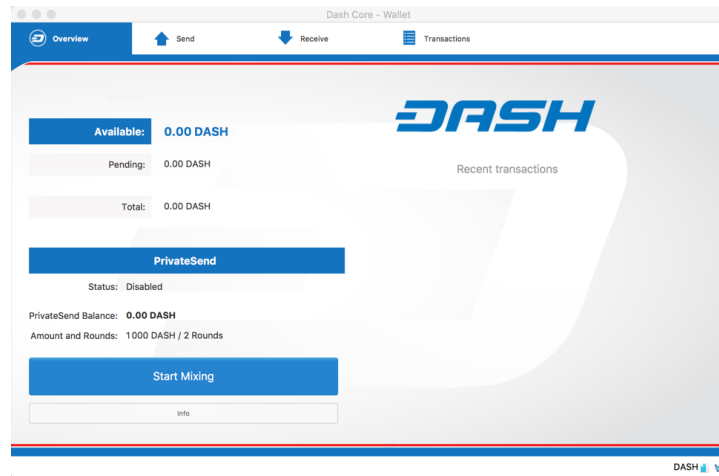 Dash Core - Wallet
Overview
Send
Receive
Transactions
DASH
Available: 0.00 DASH
Pending: 0.00 DASH
Recent transactions
Total: 0.00 DASH
PrivateSend
Status: Disabled
PrivateSend Balance: 0.00 DASH
Amount and Rounds: 1000 DASH / 2 Rounds
Start Mixing
Info
DASH